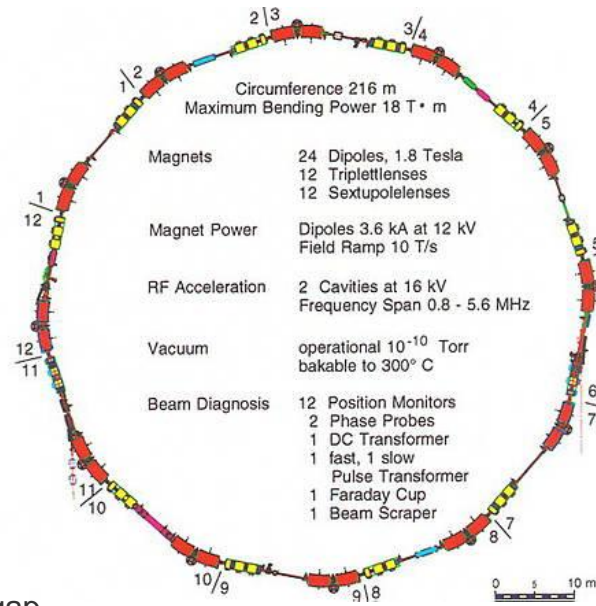 2/3
3/4
1/2
4/5
Circumference 216 m
Maximum Bending Power 18 T • m
Magnets 24 Dipoles, 1.8 Tesla
12 Triplettlenses
12 Sextupolelenses
1/12
Magnet Power Dipoles 3.6 kA at 12 kV
Field Ramp 10 T/s
RF Acceleration 2 Cavities at 16 kV
Frequency Span 0.8 - 5.6 MHz
Vacuum operational 10⁻¹⁰ Torr
bakable to 300° C
12/11
Beam Diagnosis 12 Position Monitors
2 Phase Probes
1 DC Transformer
1 fast, 1 slow
Pulse Transformer
1 Faraday Cup
1 Beam Scraper
6/7
11/10
7/8
10/9
9/8
0 5 10 m